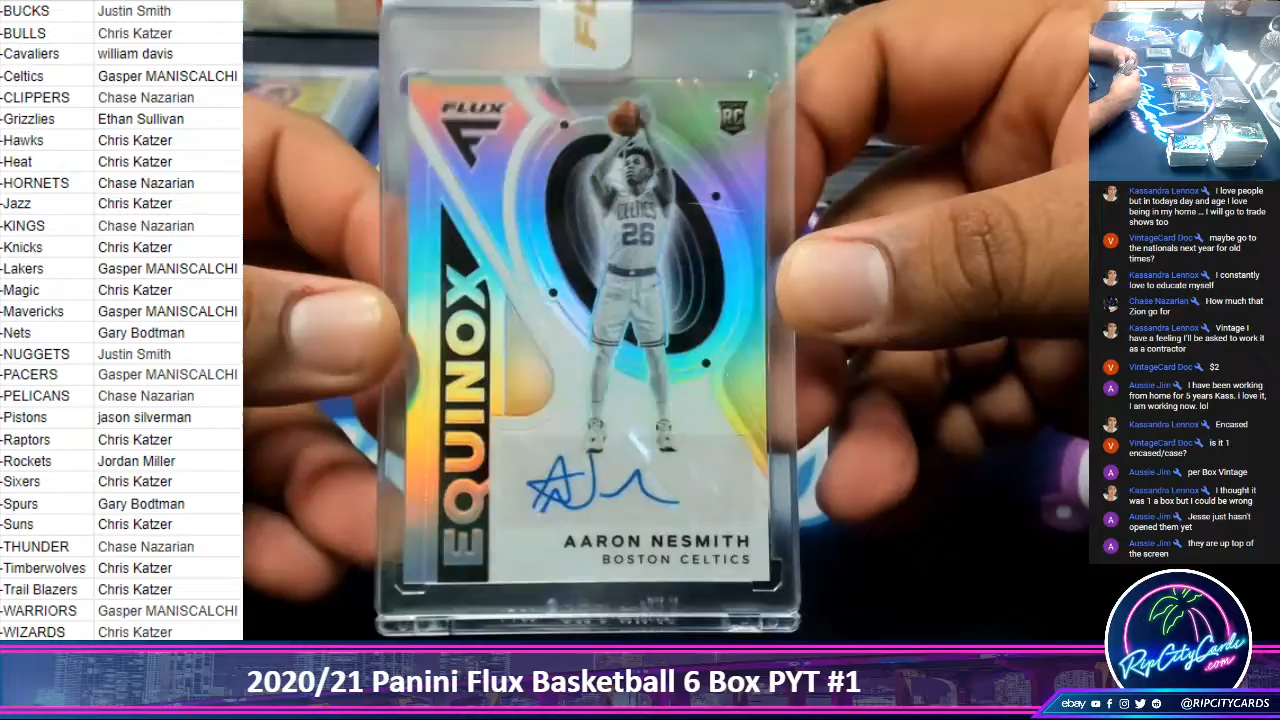 -BUCKS Justin Smith
-BULLS Chris Katzer
-Cavaliers william davis
-Celtics Gasper MANISCALCHI
-CLIPPERS Chase Nazarian
-Grizzlies Ethan Sullivan
-Hawks Chris Katzer
-Heat Chris Katzer
-HORNETS Chase Nazarian
-Jazz Chris Katzer
-KINGS Chase Nazarian
-Knicks Chris Katzer
-Lakers Gasper MANISCALCHI
-Magic Chris Katzer
-Mavericks Gasper MANISCALCHI
-Nets Gary Bodtman
-NUGGETS Justin Smith
-PACERS Gasper MANISCALCHI
-PELICANS Chase Nazarian
-Pistons jason silverman
-Raptors Chris Katzer
-Rockets Jordan Miller
-Sixers Chris Katzer
-Spurs Gary Bodtman
-Suns Chris Katzer
-THUNDER Chase Nazarian
-Timberwolves Chris Katzer
-Trail Blazers Chris Katzer
-WARRIORS Gasper MANISCALCHI
-WIZARDS Chris Katzer
FLUX
RC
CELTICS
26
EQUINOX
AARON NESMITH
BOSTON CELTICS
Kassandra Lennox I love people
but in todays day and age I love
being in my home ... I will go to trade
shows too
V VintageCard Doc maybe go to
the nationals next year for old
times?
Kassandra Lennox I constantly
love to educate myself
Chase Nazarian How much that
Zion go for
Kassandra Lennox Vintage I
have a feeling I'll be asked to work it
as a contractor
V VintageCard Doc $2
A Aussie Jim I have been working
from home for 5 years Kass. I love it,
I am working now. lol
Kassandra Lennox Encased
V VintageCard Doc is it 1
encased/case?
A Aussie Jim per Box Vintage
Kassandra Lennox I thought it
was 1 a box but I could be wrong
A Aussie Jim Jesse just hasn't
opened them yet
A Aussie Jim they are up top of
the screen
RipCityCards
.com
2020/21 Panini Flux Basketball 6 Box PYT #1
ebay @RIPCITYCARDS